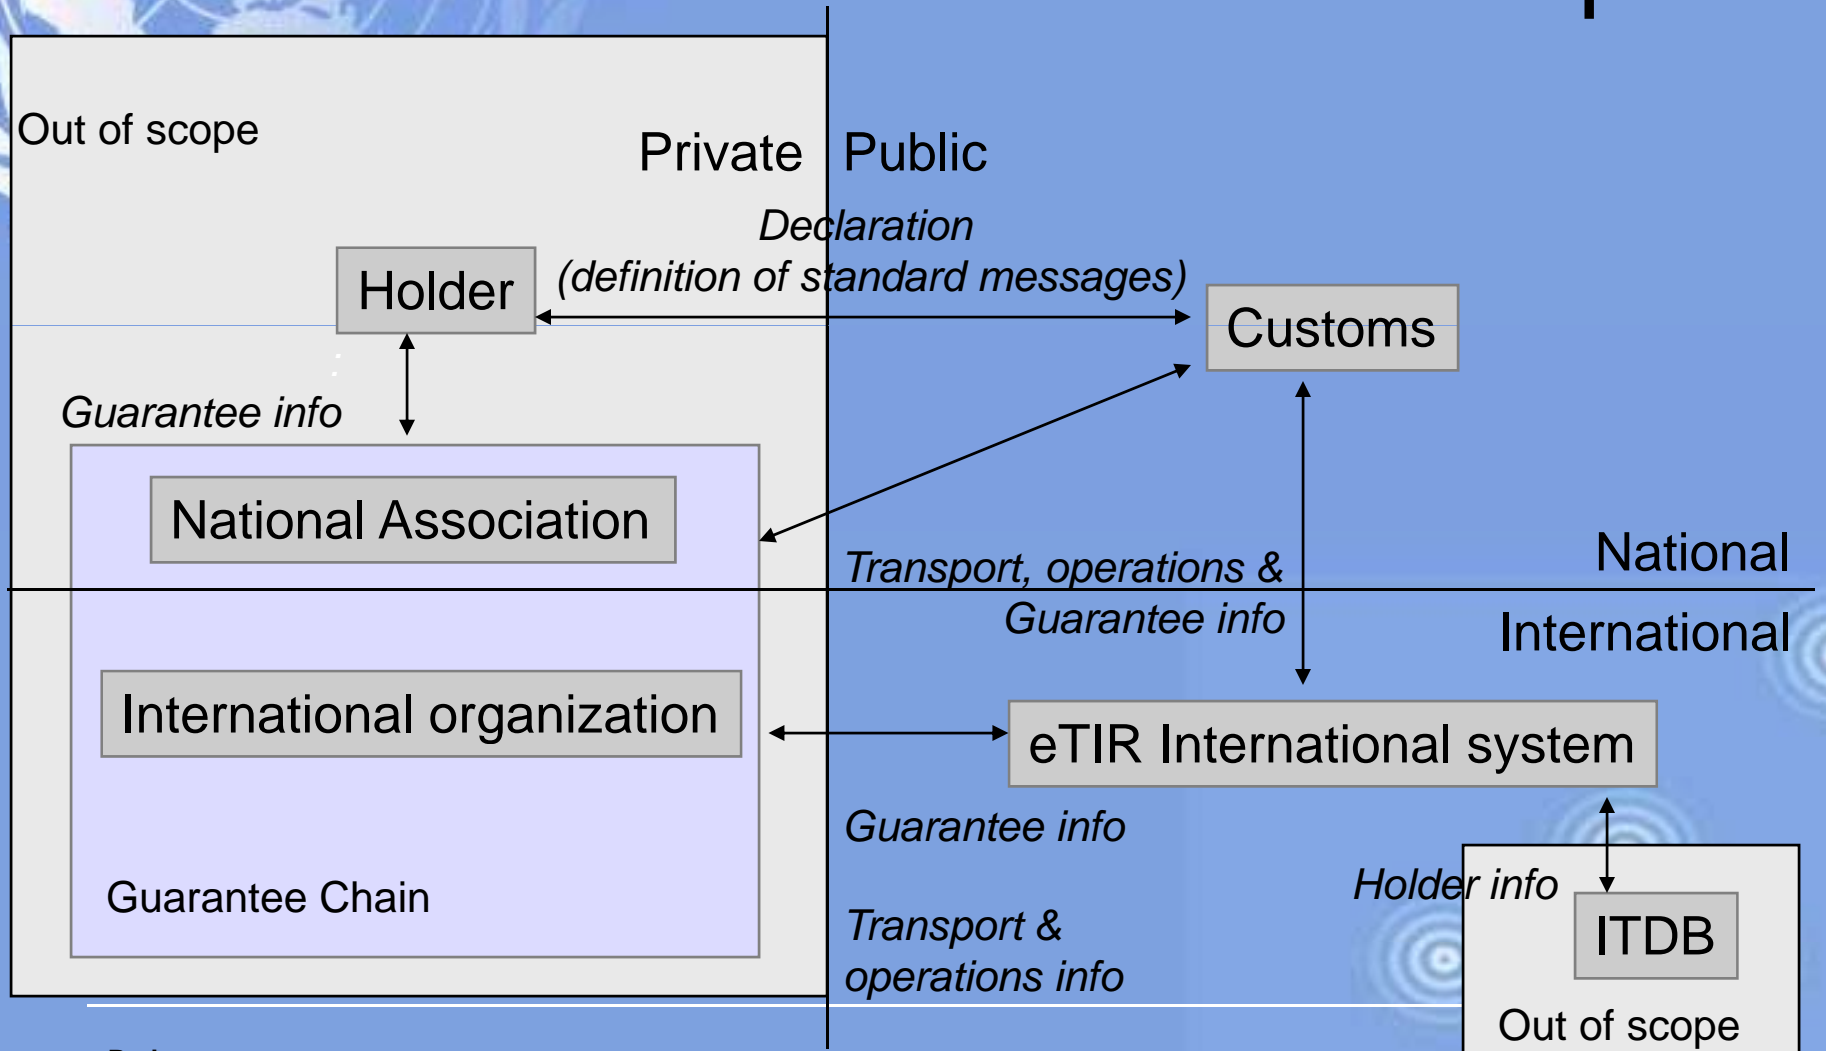 Out of scope
Private
Public
Declaration
(definition of standard messages)
Holder
Customs
Guarantee info
National Association
National
Transport, operations &
Guarantee info
International
International organization
eTIR International system
Guarantee info
Holder info
Guarantee Chain
Transport &
operations info
ITDB
Out of scope